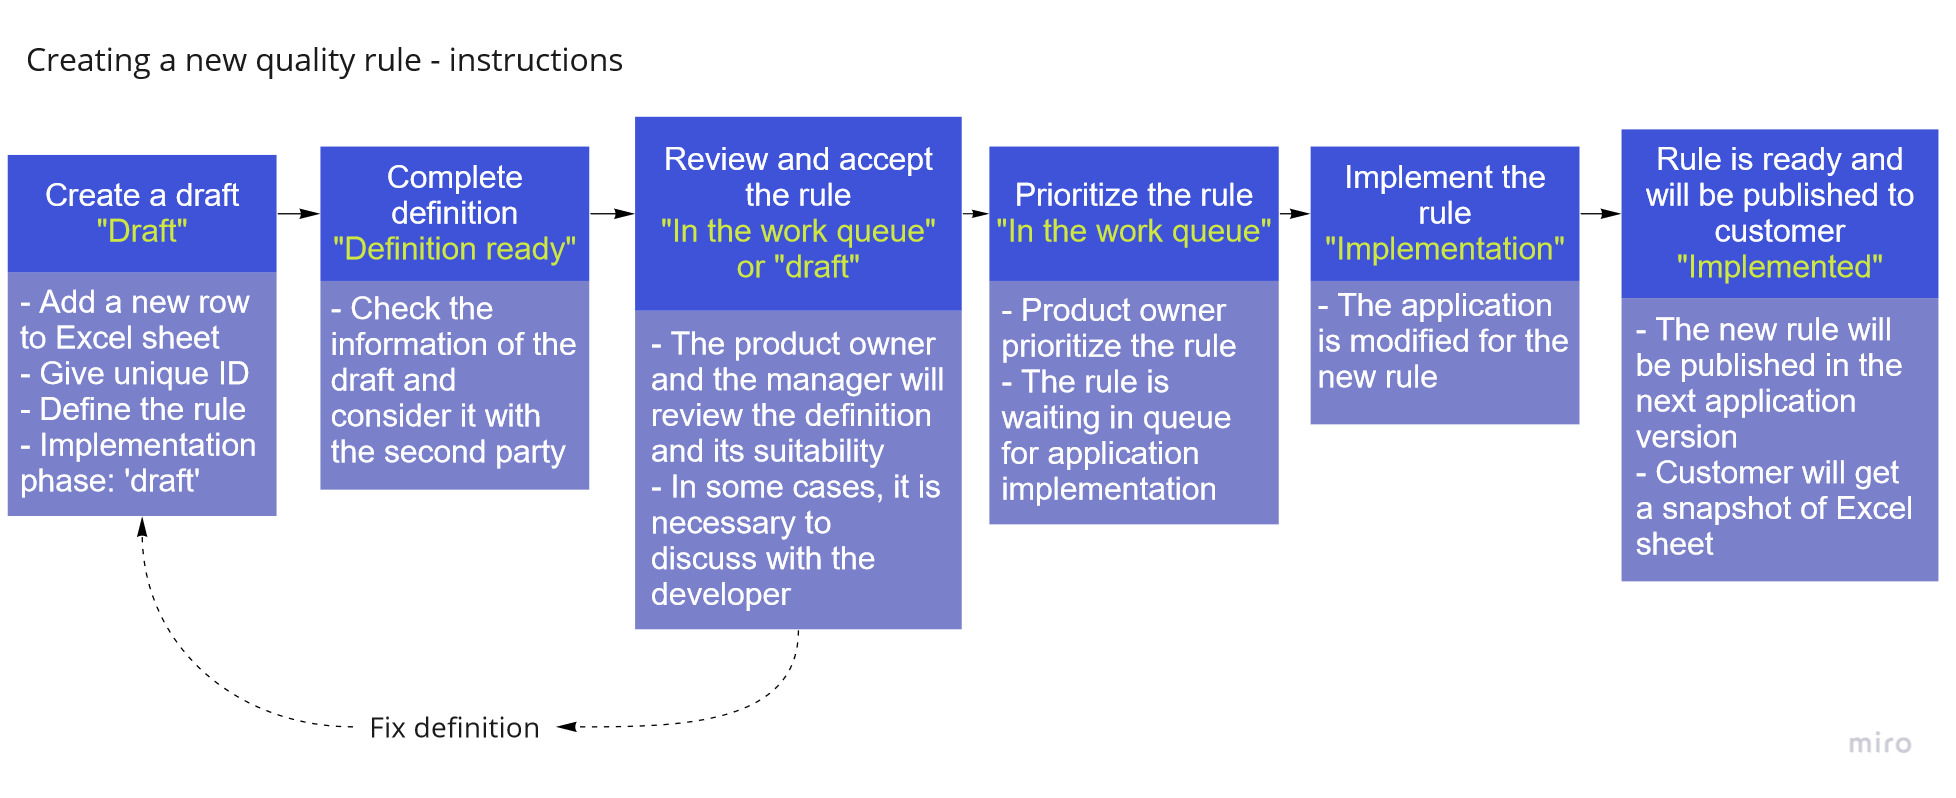 Creating a new quality rule - instructions
Create a draft
"Draft"
- Add a new row
to Excel sheet
- Give unique ID
- Define the rule
- Implementation
phase: 'draft'
Complete
definition
"Definition ready"
- Check the
information of the
draft and
consider it with
the second party
Review and accept
the rule
"In the work queue"
or "draft"
- The product owner
and the manager will
review the definition
and its suitability
- In some cases, it is
necessary to
discuss with the
developer
Prioritize the rule
"In the work queue"
- Product owner
prioritize the rule
- The rule is
waiting in queue
for application
implementation
Implement the
rule
"Implementation"
- The application
is modified for the
new rule
Rule is ready and
will be published to
customer
"Implemented"
- The new rule will
be published in the
next application
version
- Customer will get
a snapshot of Excel
sheet
Fix definition
miro